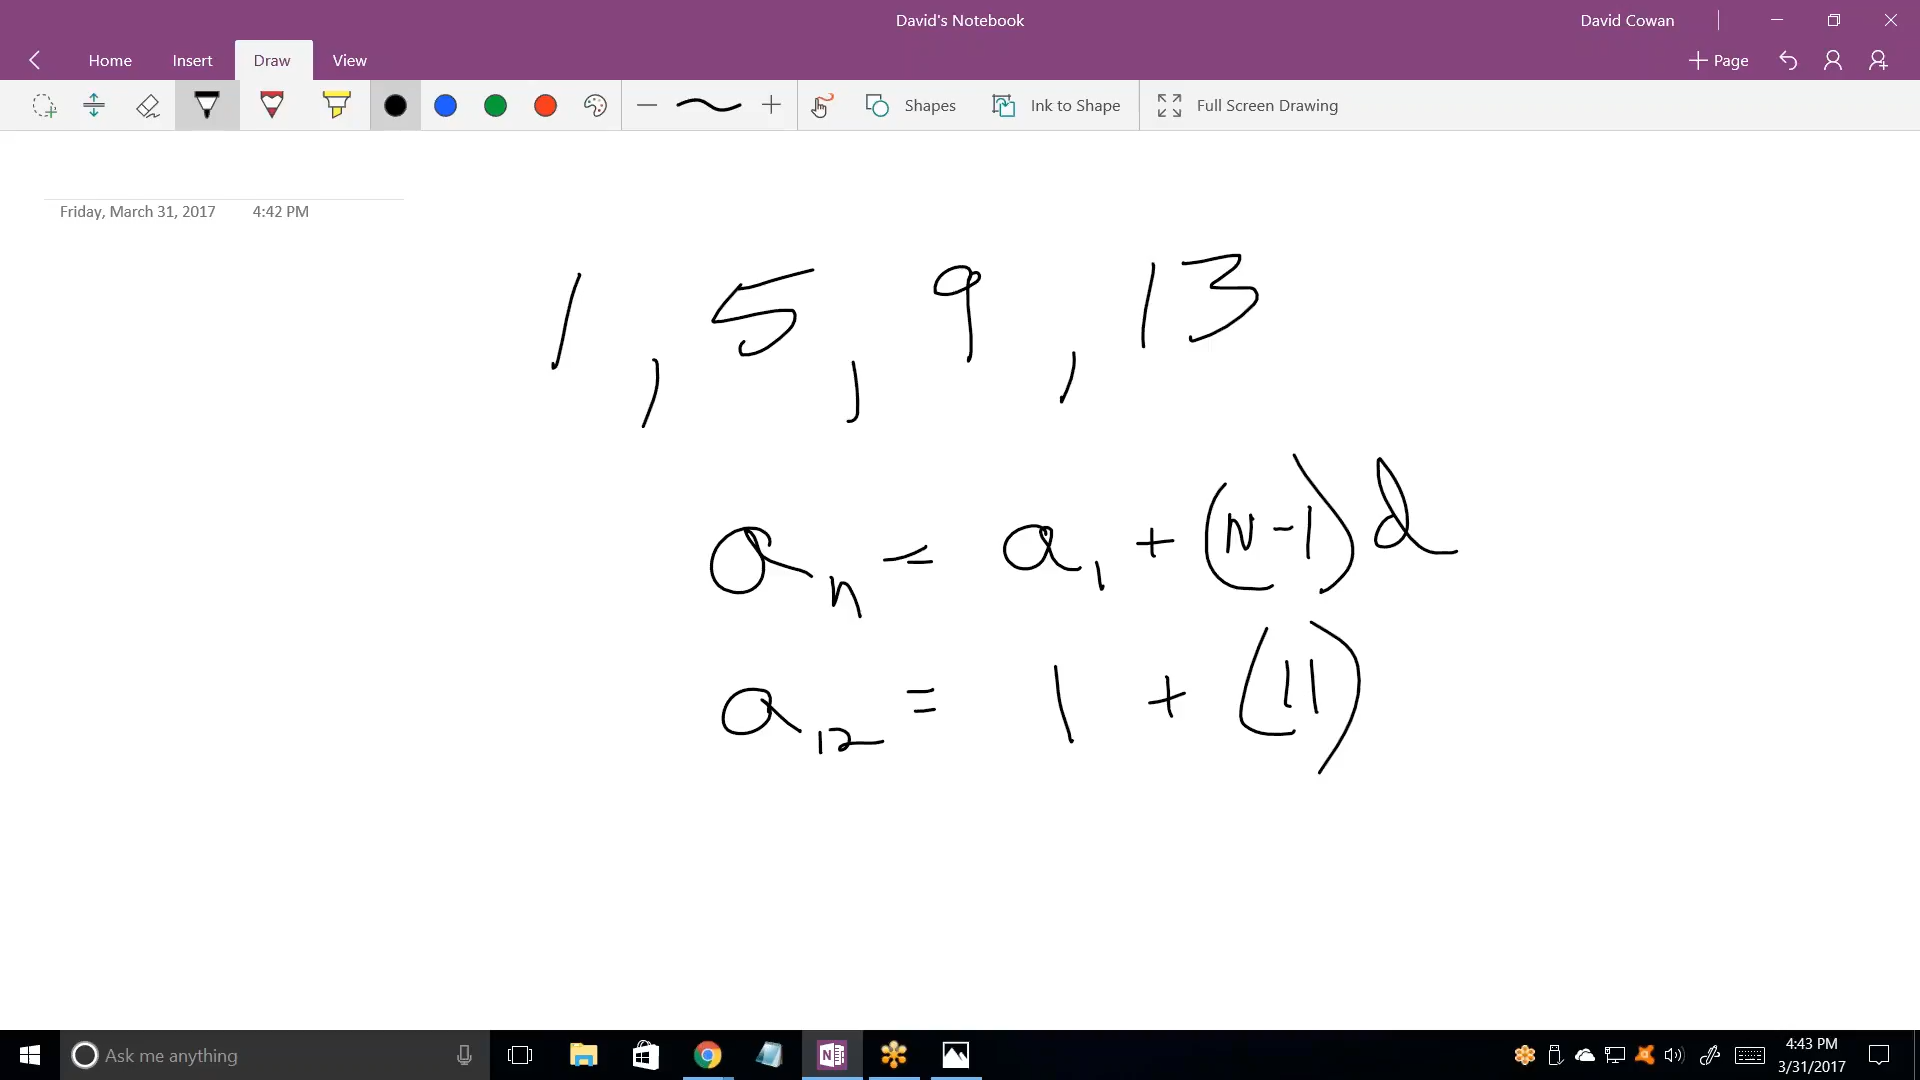 David's Notebook
David Cowan
Home Insert Draw View
Page
Shapes Ink to Shape Full Screen Drawing
Friday, March 31, 2017 4:42 PM
1, 5, 9, 13
aₙ = a₁ + (N-1)d
a₁₂ = 1 + (11)
Ask me anything
4:43 PM
3/31/2017